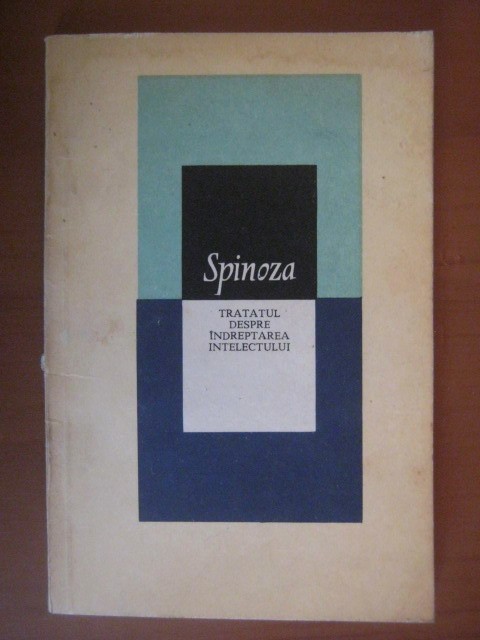 Spinoza
TRATATUL
DESPRE
ÎNDREPTAREA
INTELECTULUI